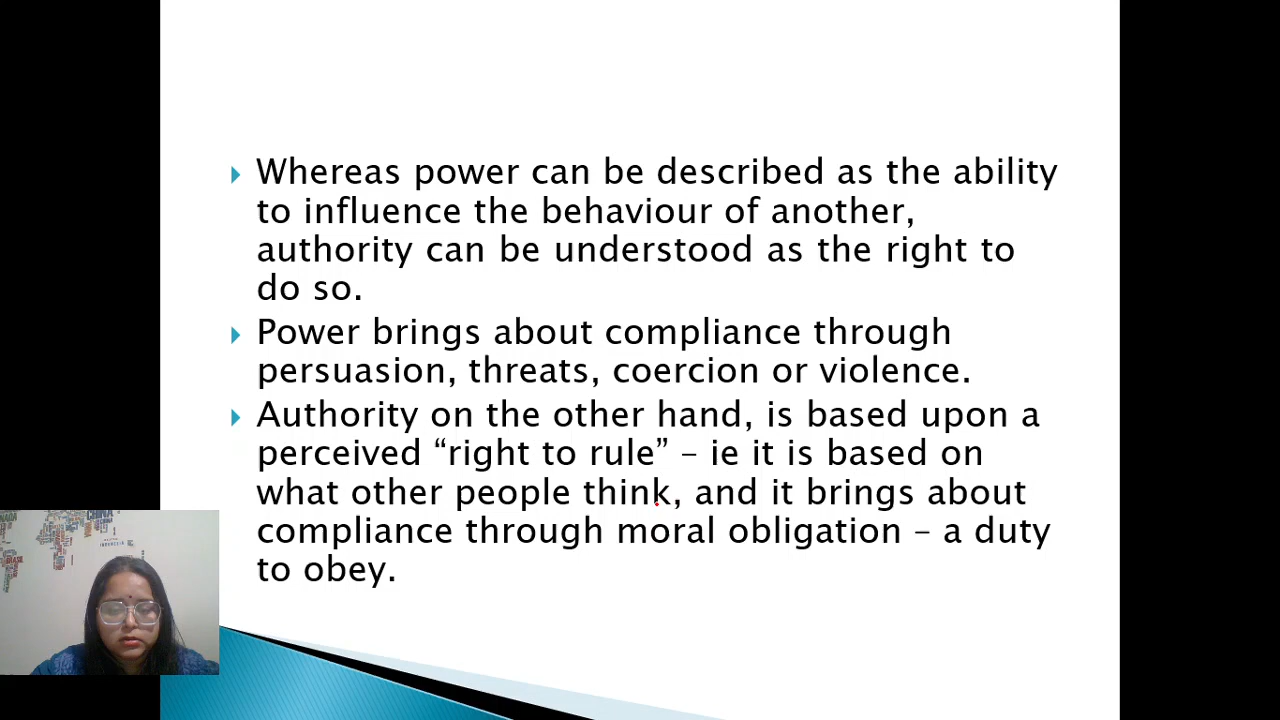 Whereas power can be described as the ability
to influence the behaviour of another,
authority can be understood as the right to
do so.
Power brings about compliance through
persuasion, threats, coercion or violence.
Authority on the other hand, is based upon a
perceived “right to rule” – ie it is based on
what other people think, and it brings about
compliance through moral obligation – a duty
to obey.